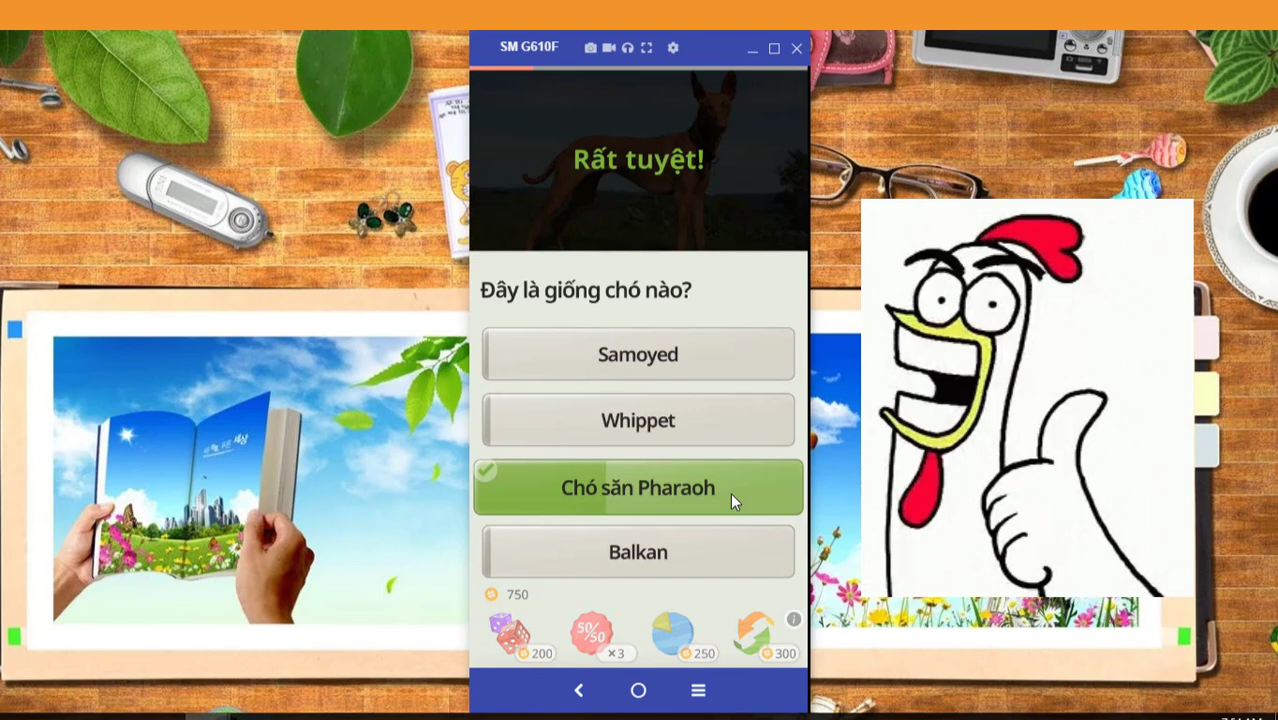 SM G610F
Rất tuyệt!
Đây là giống chó nào?
Samoyed
Whippet
Chó săn Pharaoh
Balkan
750
50/50
200
×3
250
300